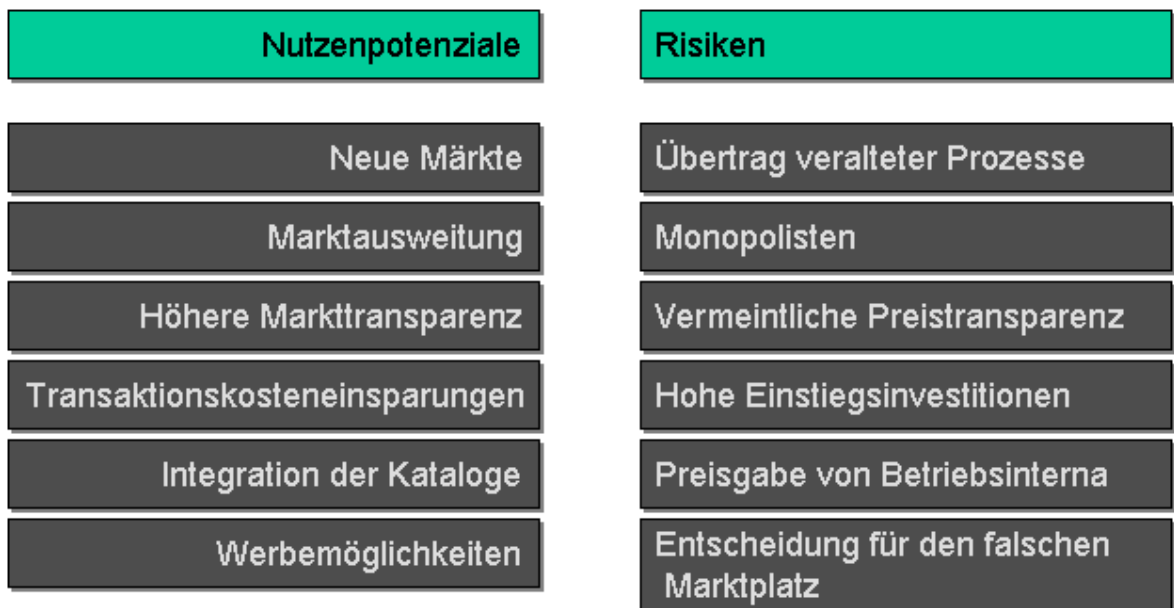 Nutzenpotenziale
Neue Märkte
Marktausweitung
Höhere Markttransparenz
Transaktionskosteneinsparungen
Integration der Kataloge
Werbemöglichkeiten
Risiken
Übertrag veralteter Prozesse
Monopolisten
Vermeintliche Preistransparenz
Hohe Einstiegsinvestitionen
Preisgabe von Betriebsinterna
Entscheidung für den falschen
Marktplatz